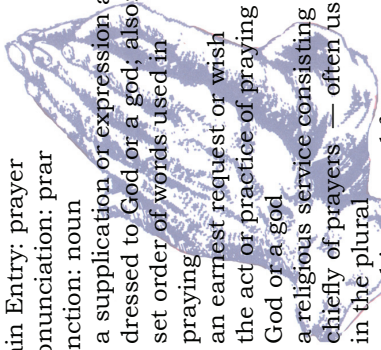 in Entry: prayer
onunciation: prar
nction: noun
a supplication or expression a
dressed to God or a god; also
set order of words used in
praying
an earnest request or wish
the act or practice of praying
God or a god
a religious service consisting
chiefly of prayers — often us
in the plural